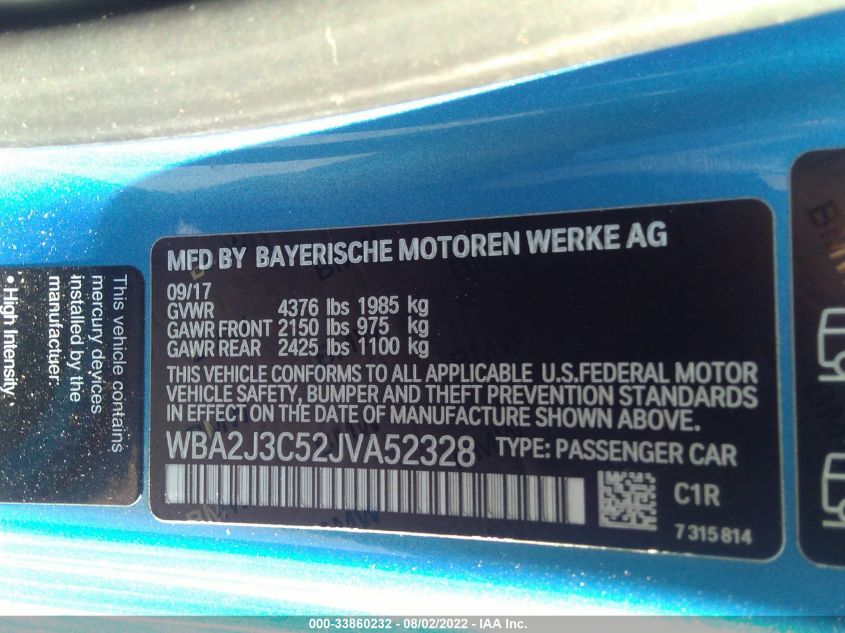 This vehicle contains
mercury devices
installed by the
manufacturer.
• High Intensity
MFD BY BAYERISCHE MOTOREN WERKE AG
09/17
GVWR 4376 lbs 1985 kg
GAWR FRONT 2150 lbs 975 kg
GAWR REAR 2425 lbs 1100 kg
THIS VEHICLE CONFORMS TO ALL APPLICABLE U.S.FEDERAL MOTOR
VEHICLE SAFETY, BUMPER AND THEFT PREVENTION STANDARDS
IN EFFECT ON THE DATE OF MANUFACTURE SHOWN ABOVE.
WBA2J3C52JVA52328 TYPE: PASSENGER CAR
C1R
7 315 814
000-33860232 - 08/02/2022 - IAA Inc.